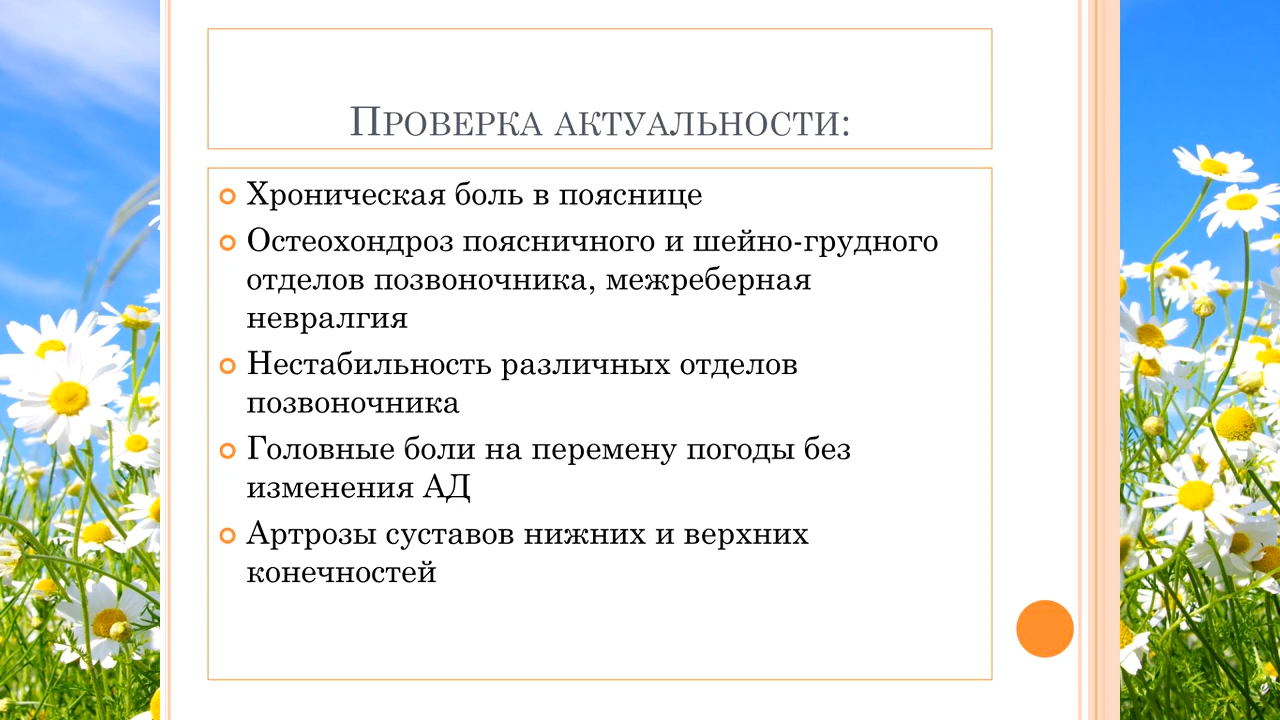 Проверка актуальности:
Хроническая боль в пояснице
Остеохондроз поясничного и шейно-грудного
отделов позвоночника, межреберная
невралгия
Нестабильность различных отделов
позвоночника
Головные боли на перемену погоды без
изменения АД
Артрозы суставов нижних и верхних
конечностей